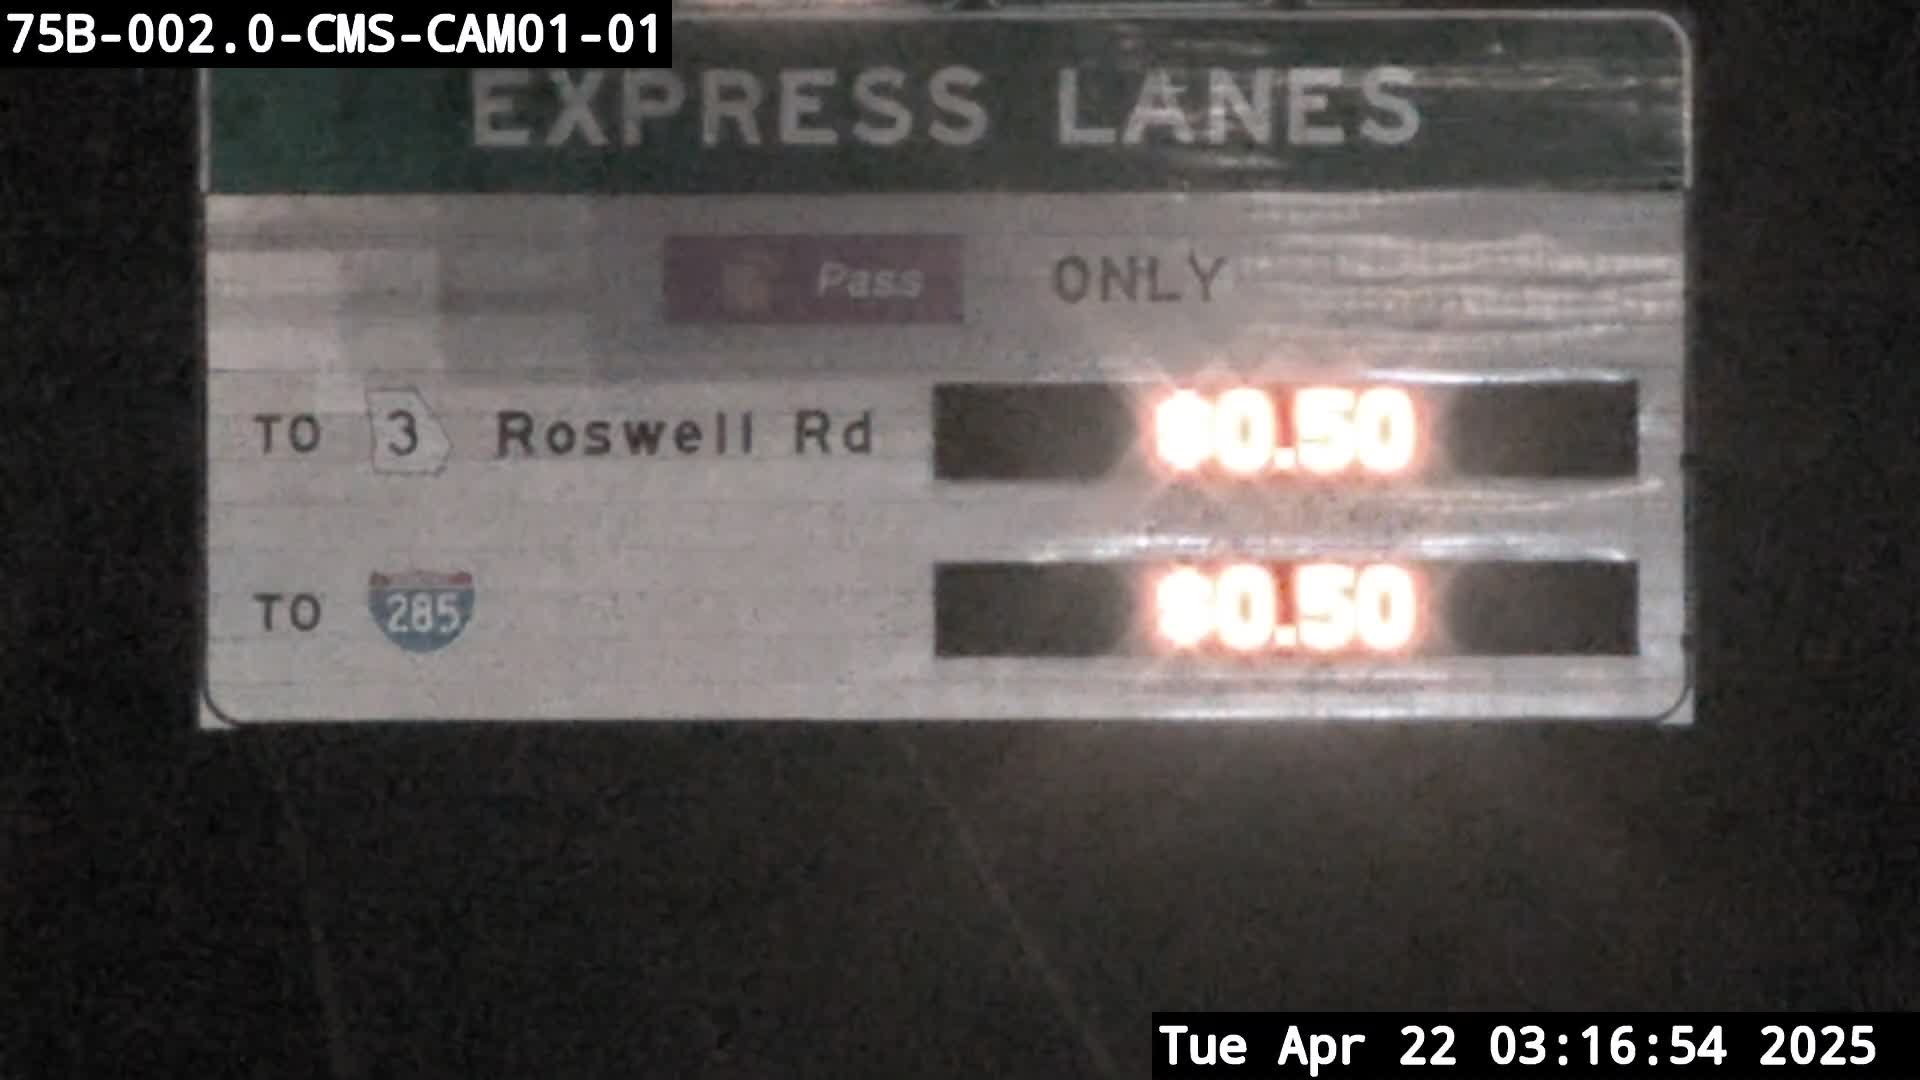 75B-002.0-CMS-CAM01-01
EXPRESS LANES
Pass ONLY
TO 3 Roswell Rd $0.50
TO 285 $0.50
Tue Apr 22 03:16:54 2025